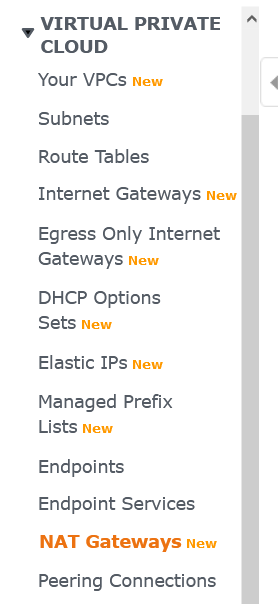 VIRTUAL PRIVATE
CLOUD
Your VPCs New
Subnets
Route Tables
Internet Gateways New
Egress Only Internet
Gateways New
DHCP Options
Sets New
Elastic IPs New
Managed Prefix
Lists New
Endpoints
Endpoint Services
NAT Gateways New
Peering Connections